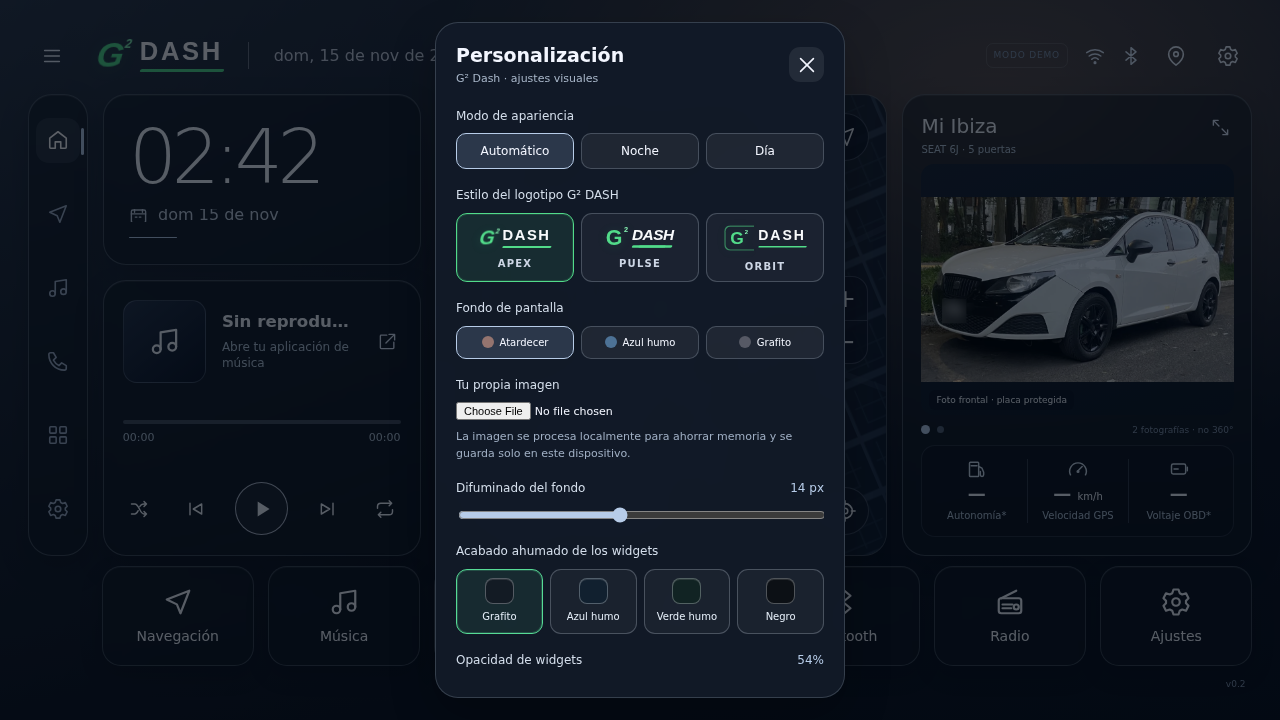 G² DASH
dom, 15 de nov de 2
MODO DEMO
02:42
dom 15 de nov
Sin reprodu...
Abre tu aplicación de
música
00:00
00:00
Personalización
G² Dash · ajustes visuales
Modo de apariencia
Automático
Noche
Día
Estilo del logotipo G² DASH
G² DASH
APEX
G² DASH
PULSE
G² DASH
ORBIT
Fondo de pantalla
Atardecer
Azul humo
Grafito
Tu propia imagen
Choose File No file chosen
La imagen se procesa localmente para ahorrar memoria y se
guarda solo en este dispositivo.
Difuminado del fondo
14 px
Acabado ahumado de los widgets
Grafito
Azul humo
Verde humo
Negro
Opacidad de widgets
54%
Mi Ibiza
SEAT 6J · 5 puertas
Foto frontal · placa protegida
2 fotografías · no 360°
— 
Autonomía*
— km/h
Velocidad GPS
—
Voltaje OBD*
Navegación
Música
ooth
Radio
Ajustes
v0.2